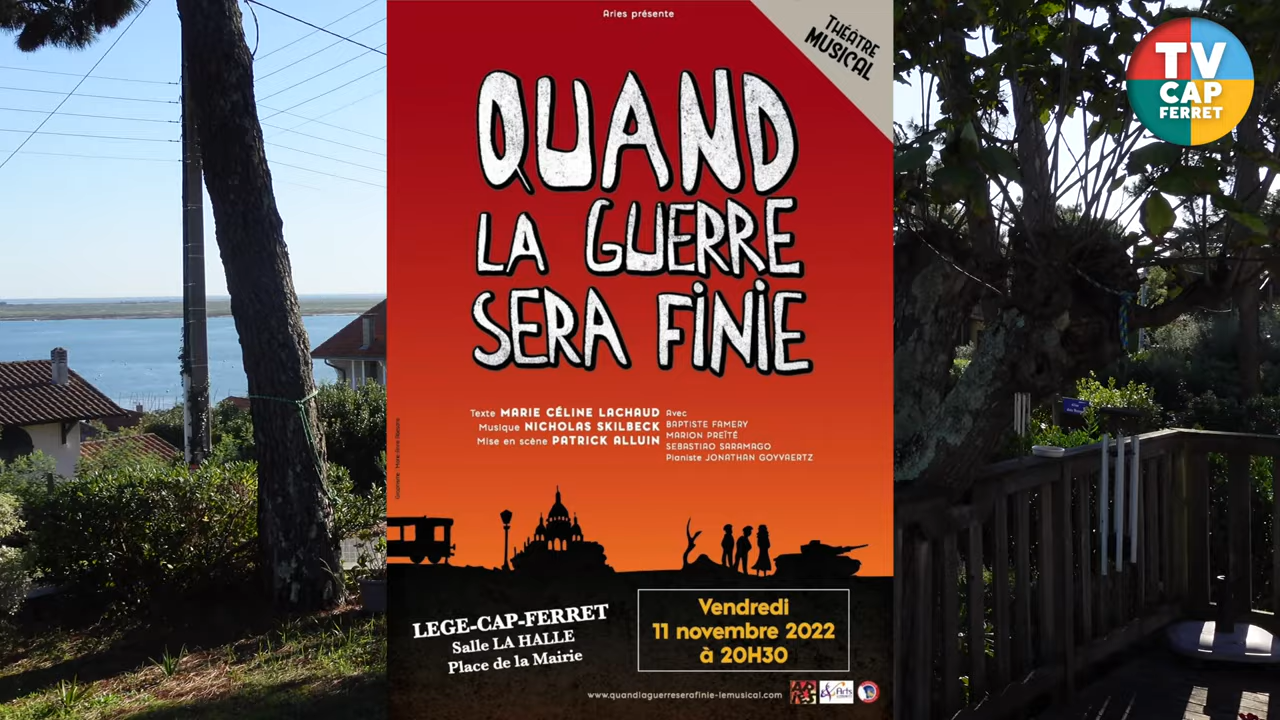 Aries présente
THÉÂTRE
MUSICAL
TV
CAP
FERRET
QUAND
LA GUERRE
SERA FINIE
Texte MARIE CÉLINE LACHAUD
Musique NICHOLAS SKILBECK
Mise en scène PATRICK ALLUIN
Avec
BAPTISTE FAMERY
MARION PREÏTÉ
SEBASTIAO SARAMAGO
Pianiste JONATHAN GOYVAERTZ
LEGE-CAP-FERRET
Salle LA HALLE
Place de la Mairie
Vendredi
11 novembre 2022
à 20H30
www.quandlaguerreserafinie-lemusical.com
Arts